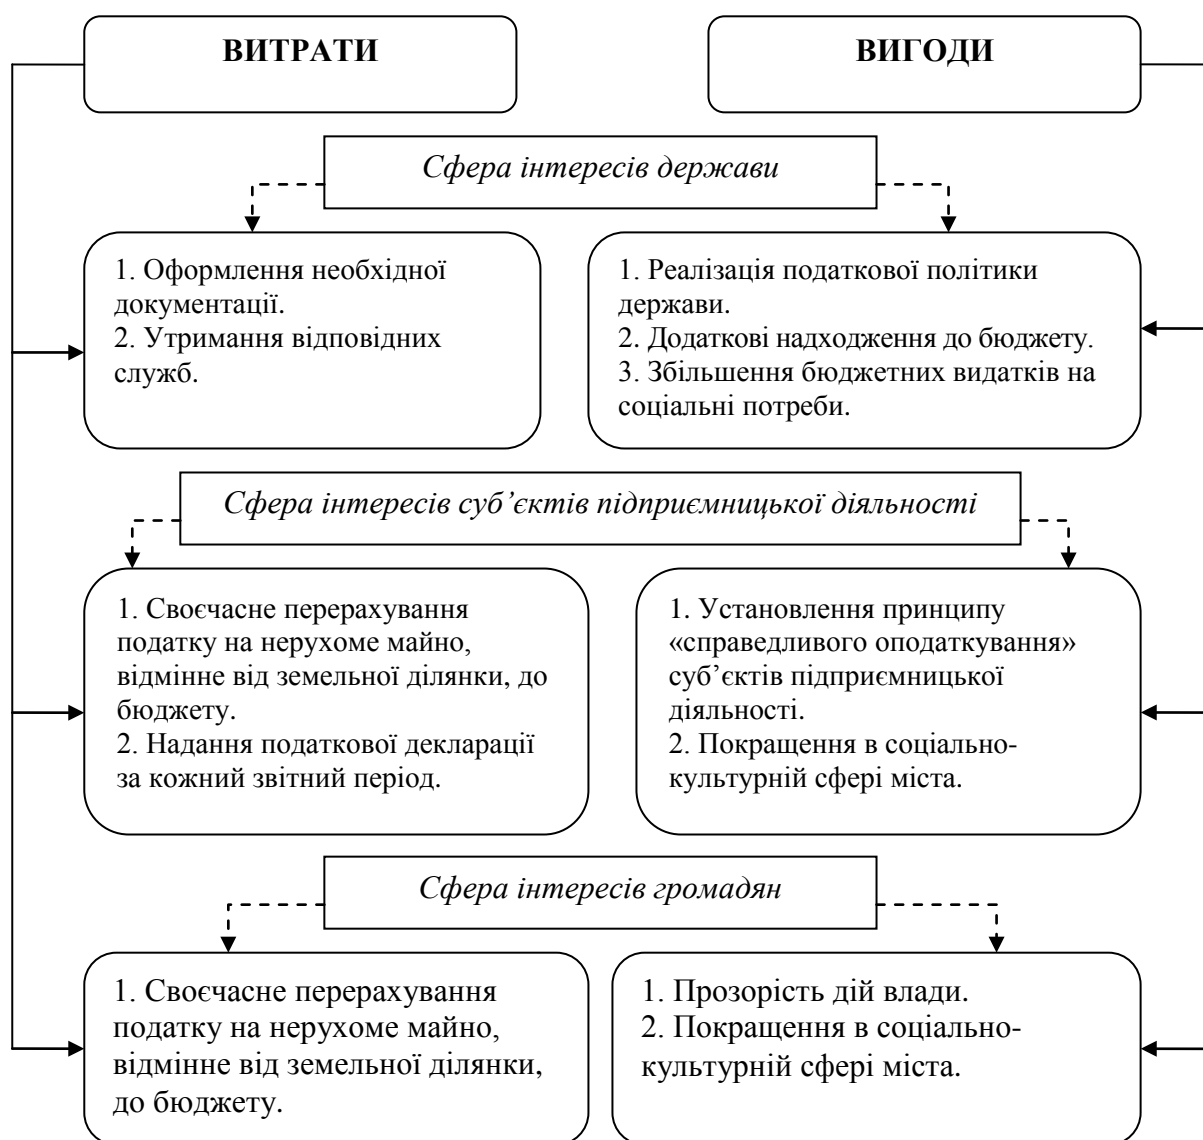 ВИТРАТИ
ВИГОДИ
Сфера інтересів держави
1. Оформлення необхідної
документації.
2. Утримання відповідних
служб.
1. Реалізація податкової політики
держави.
2. Додаткові надходження до бюджету.
3. Збільшення бюджетних видатків на
соціальні потреби.
Сфера інтересів суб’єктів підприємницької діяльності
1. Своєчасне перерахування
податку на нерухоме майно,
відмінне від земельної ділянки, до
бюджету.
2. Надання податкової декларації
за кожний звітний період.
1. Установлення принципу
«справедливого оподаткування»
суб’єктів підприємницької
діяльності.
2. Покращення в соціально-
культурній сфері міста.
Сфера інтересів громадян
1. Своєчасне перерахування
податку на нерухоме майно,
відмінне від земельної ділянки,
до бюджету.
1. Прозорість дій влади.
2. Покращення в соціально-
культурній сфері міста.